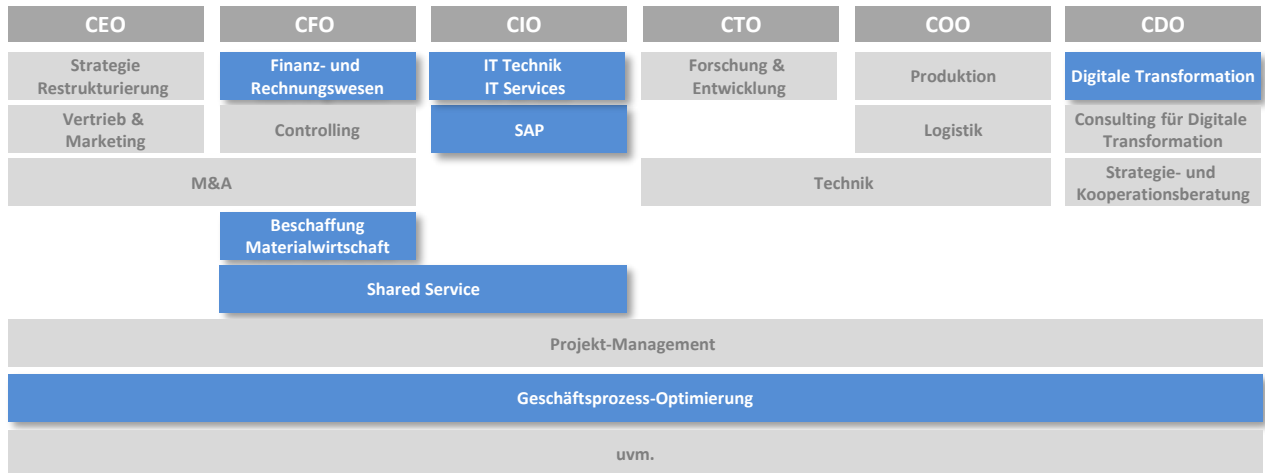 CEO
CFO
CIO
CTO
COO
CDO
Strategie
Restrukturierung
Finanz- und
Rechnungswesen
IT Technik
IT Services
Forschung &
Entwicklung
Produktion
Digitale Transformation
Vertrieb &
Marketing
Controlling
SAP
Logistik
Consulting für Digitale
Transformation
M&A
Technik
Strategie- und
Kooperationsberatung
Beschaffung
Materialwirtschaft
Shared Service
Projekt-Management
Geschäftsprozess-Optimierung
uvm.